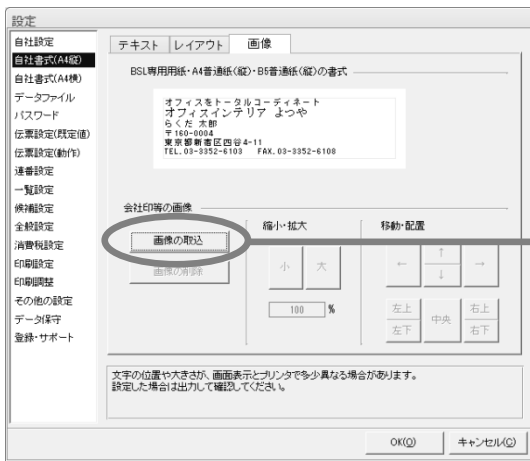 設定
自社設定
自社書式(A4縦)
自社書式(A4横)
データファイル
パスワード
伝票設定(既定値)
伝票設定(動作)
連番設定
一覧設定
候補設定
全般設定
消費税設定
印刷設定
印刷調整
その他の設定
データ保守
登録・サポート
テキスト
レイアウト
画像
BSL専用用紙・A4普通紙(縦)・B5普通紙(縦)の書式
オフィスをトータルコーディネート
オフィスインテリア よつや
らくだ 太郎
〒160-0004
東京都新宿区四谷4-11
TEL.03-3352-6103 FAX.03-3352-6108
会社印等の画像
画像の取込
画像の削除
縮小・拡大
小
大
100 %
移動・配置
←
↑
↓
→
左上
左下
中央
右上
右下
文字の位置や大きさが、画面表示とプリンタで多少異なる場合があります。
設定した場合は出力して確認してください。
OK(O)
キャンセル(C)